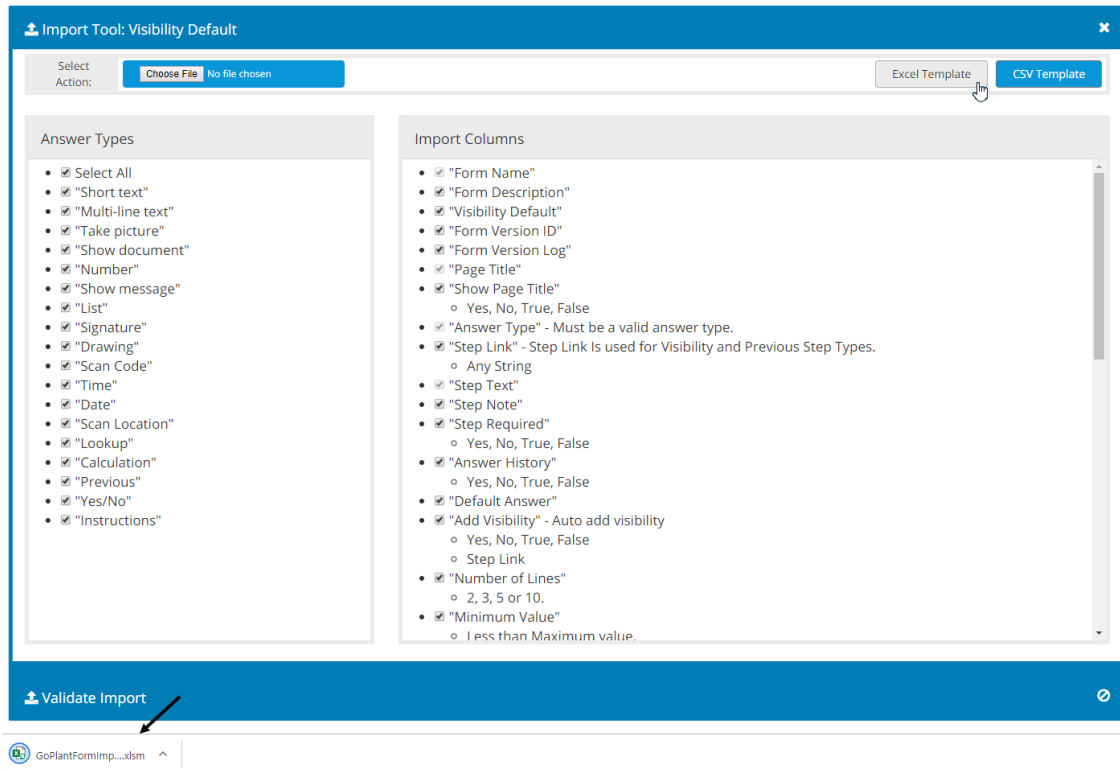 Import Tool: Visibility Default
Select
Action:
Choose File No file chosen
Excel Template
CSV Template
Answer Types
Select All
"Short text"
"Multi-line text"
"Take picture"
"Show document"
"Number"
"Show message"
"List"
"Signature"
"Drawing"
"Scan Code"
"Time"
"Date"
"Scan Location"
"Lookup"
"Calculation"
"Previous"
"Yes/No"
"Instructions"
Import Columns
"Form Name"
"Form Description"
"Visibility Default"
"Form Version ID"
"Form Version Log"
"Page Title"
"Show Page Title"
Yes, No, True, False
"Answer Type" - Must be a valid answer type.
"Step Link" - Step Link Is used for Visibility and Previous Step Types.
Any String
"Step Text"
"Step Note"
"Step Required"
Yes, No, True, False
"Answer History"
Yes, No, True, False
"Default Answer"
"Add Visibility" - Auto add visibility
Yes, No, True, False
Step Link
"Number of Lines"
2, 3, 5 or 10.
"Minimum Value"
Less than Maximum value.
Validate Import
GoPlantFormImp....xlsm